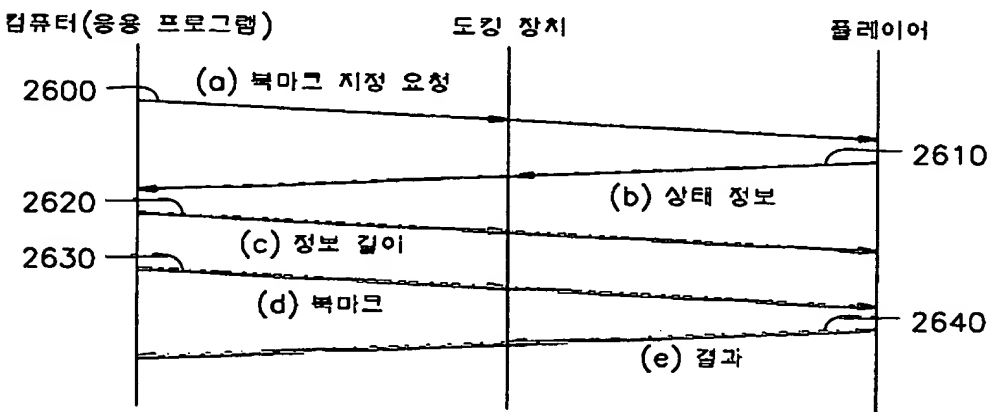 컴퓨터(응용 프로그램) 도킹 장치 플레이어
2600 (a) 북마크 지정 요청
2610
(b) 상태 정보
2620
(c) 정보 길이
2630
(d) 북마크
2640
(e) 결과